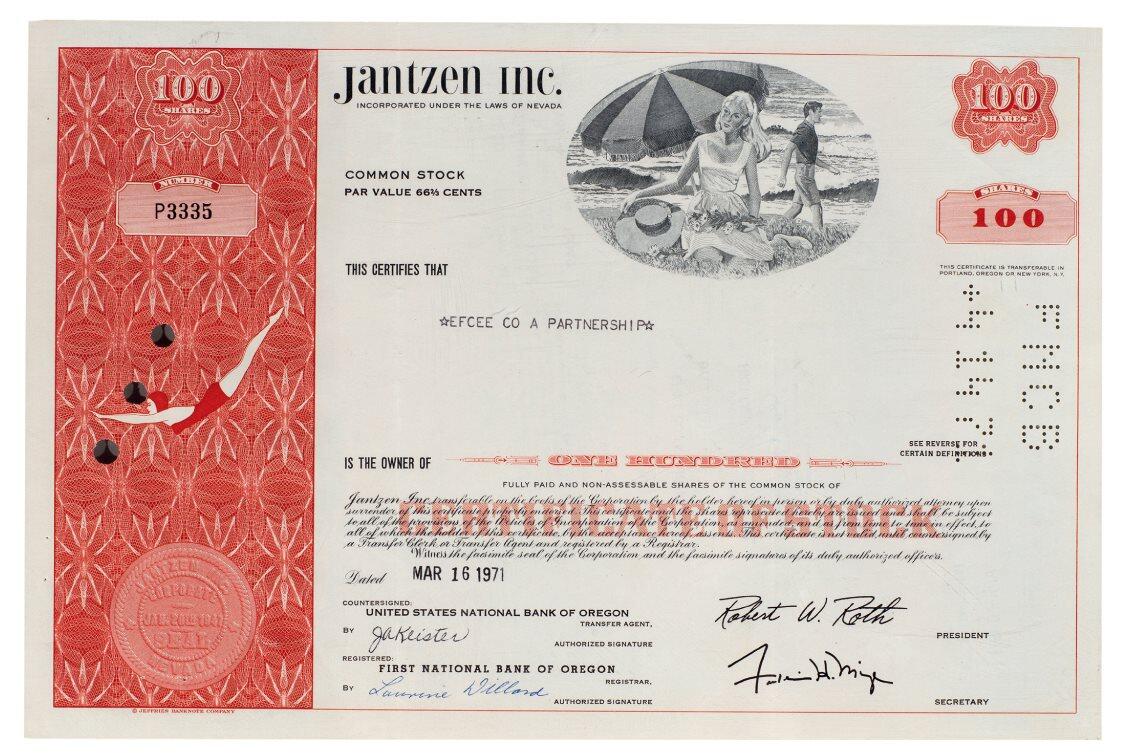 100
SHARES
NUMBER
P3335
Jantzen Inc.
INCORPORATED UNDER THE LAWS OF NEVADA
COMMON STOCK
PAR VALUE 66⅔ CENTS
100
SHARES
SHARES
100
THIS CERTIFICATE IS TRANSFERABLE IN
PORTLAND, OREGON OR NEW YORK, N.Y.
THIS CERTIFIES THAT
☆EFCEE CO A PARTNERSHIP☆
SEE REVERSE FOR
CERTAIN DEFINITIONS
IS THE OWNER OF
ONE HUNDRED
FULLY PAID AND NON-ASSESSABLE SHARES OF THE COMMON STOCK OF
Jantzen Inc. transferable on the books of the Corporation by the holder hereof in person or by duly authorized attorney upon
surrender of this certificate properly endorsed. This certificate and the shares represented hereby are issued and shall be subject
to all of the provisions of the Articles of Incorporation of the Corporation, as amended, and as from time to time in effect, to
all of which the holder of this certificate, by the acceptance hereof, assents. This certificate is not valid until countersigned by
a Transfer Clerk or Transfer Agent and registered by a Registrar.
Witness the facsimile seal of the Corporation and the facsimile signatures of its duly authorized officers.
Dated MAR 16 1971
COUNTERSIGNED:
UNITED STATES NATIONAL BANK OF OREGON
TRANSFER AGENT,
BY JAKeister
AUTHORIZED SIGNATURE
REGISTERED:
FIRST NATIONAL BANK OF OREGON
REGISTRAR,
BY Laurine Willard
AUTHORIZED SIGNATURE
Robert W. Roth
PRESIDENT
SECRETARY
JANTZEN
CORPORATE
SEAL
NEVADA
© JEFFRIES BANKNOTE COMPANY